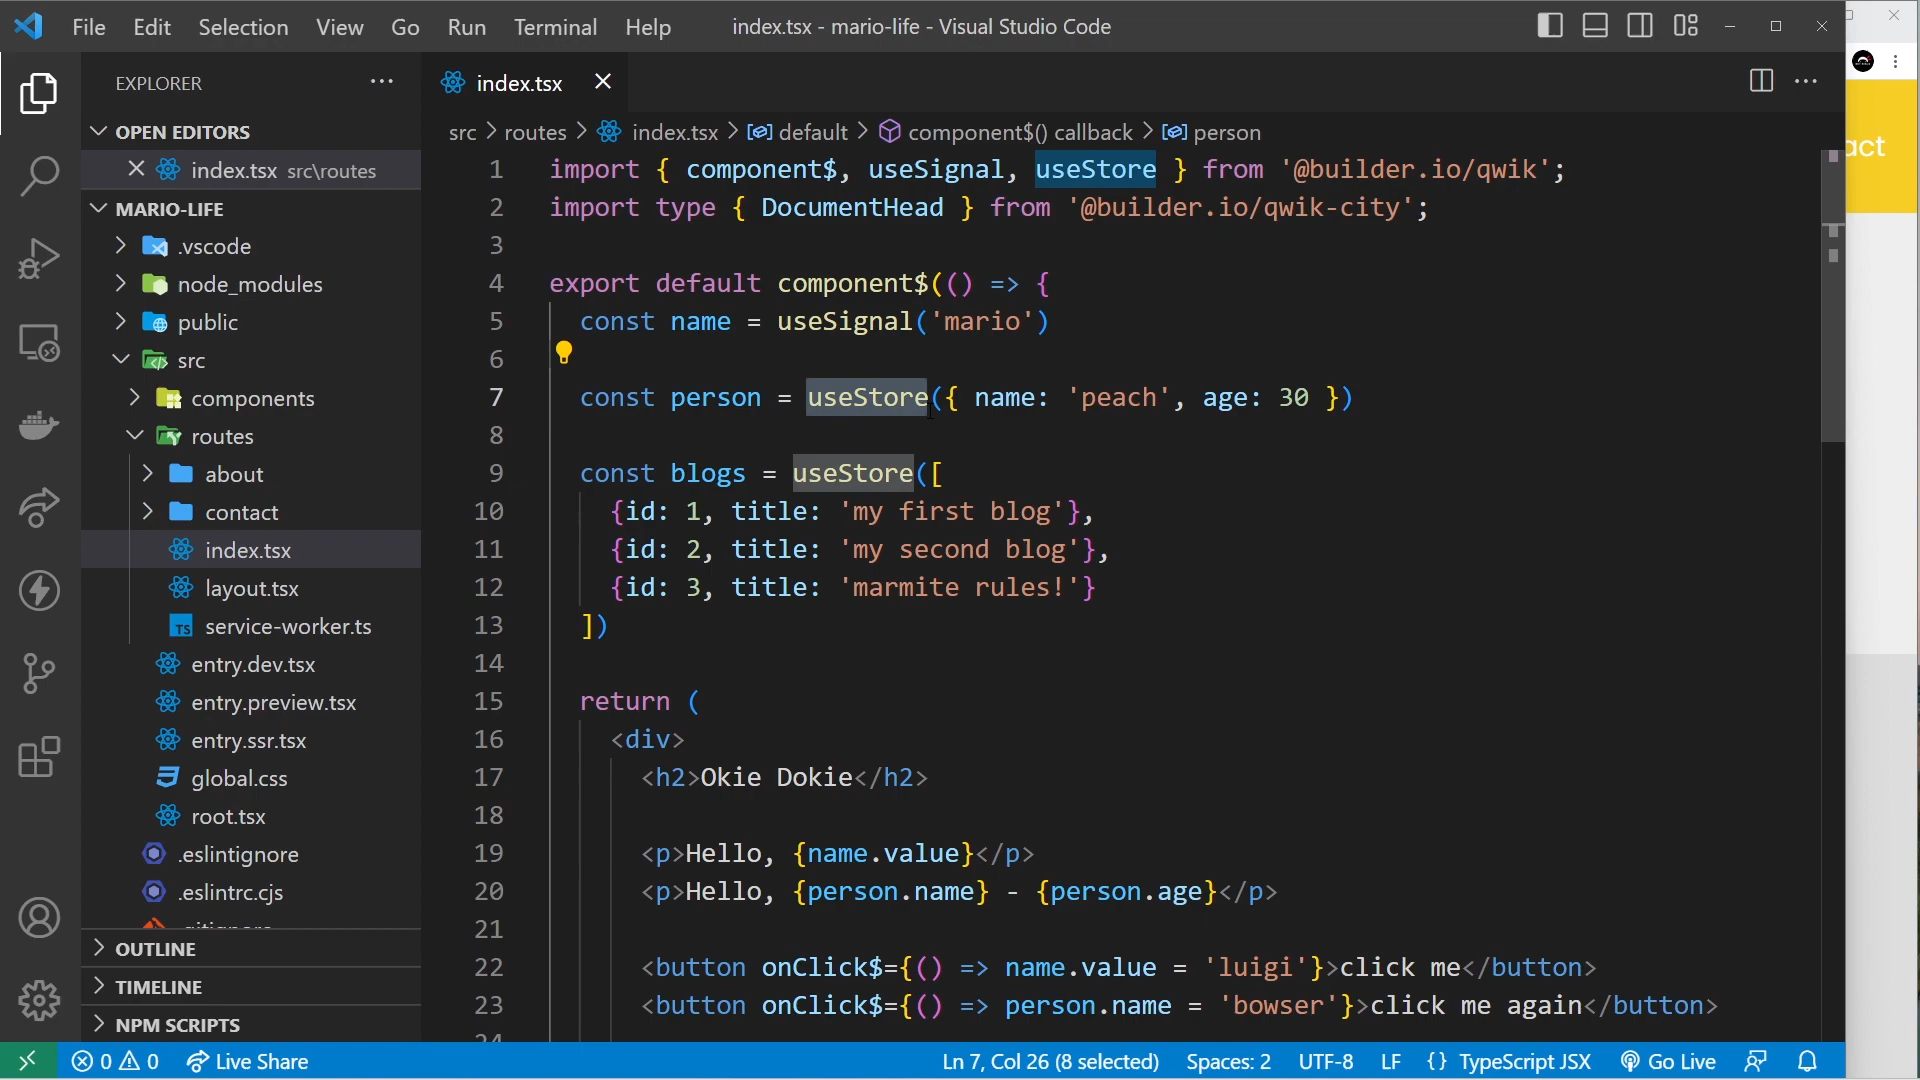 File Edit Selection View Go Run Terminal Help index.tsx - mario-life - Visual Studio Code
EXPLORER
index.tsx
act
OPEN EDITORS
src routes index.tsx default component$() callback person
index.tsx src\routes
MARIO-LIFE
.vscode
node_modules
public
src
components
routes
about
contact
index.tsx
layout.tsx
TS service-worker.ts
entry.dev.tsx
entry.preview.tsx
entry.ssr.tsx
global.css
root.tsx
.eslintignore
.eslintrc.cjs
.gitignore
OUTLINE
TIMELINE
NPM SCRIPTS
1 import { component$, useSignal, useStore } from '@builder.io/qwik';
2 import type { DocumentHead } from '@builder.io/qwik-city';
3
4 export default component$(() => {
5 const name = useSignal('mario')
6
7 const person = useStore({ name: 'peach', age: 30 })
8
9 const blogs = useStore([
10 {id: 1, title: 'my first blog'},
11 {id: 2, title: 'my second blog'},
12 {id: 3, title: 'marmite rules!'}
13 ])
14
15 return (
16 <div>
17 <h2>Okie Dokie</h2>
18
19 <p>Hello, {name.value}</p>
20 <p>Hello, {person.name} - {person.age}</p>
21
22 <button onClick$={() => name.value = 'luigi'}>click me</button>
23 <button onClick$={() => person.name = 'bowser'}>click me again</button>
24
0 0 Live Share Ln 7, Col 26 (8 selected) Spaces: 2 UTF-8 LF {} TypeScript JSX Go Live